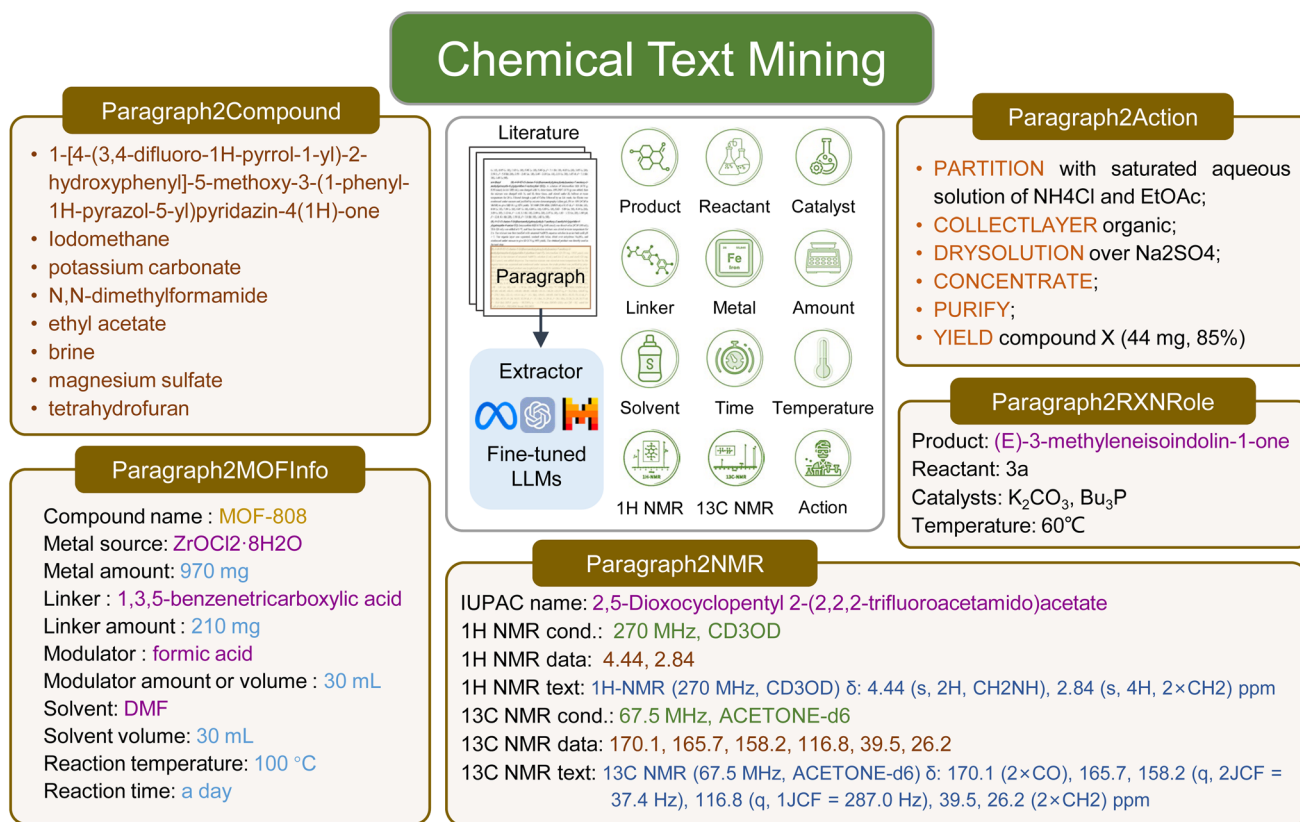 Chemical Text Mining
Paragraph2Compound
• 1-[4-(3,4-difluoro-1H-pyrrol-1-yl)-2-
hydroxyphenyl]-5-methoxy-3-(1-phenyl-
1H-pyrazol-5-yl)pyridazin-4(1H)-one
• Iodomethane
• potassium carbonate
• N,N-dimethylformamide
• ethyl acetate
• brine
• magnesium sulfate
• tetrahydrofuran
Paragraph2MOFInfo
Compound name : MOF-808
Metal source: ZrOCl2·8H2O
Metal amount: 970 mg
Linker : 1,3,5-benzenetricarboxylic acid
Linker amount : 210 mg
Modulator : formic acid
Modulator amount or volume : 30 mL
Solvent: DMF
Solvent volume: 30 mL
Reaction temperature: 100 °C
Reaction time: a day
Literature
Paragraph
Extractor
Fine-tuned
LLMs
Product Reactant Catalyst
Fe
Iron
Linker Metal Amount
S
Solvent Time Temperature
1H-NMR
13C-NMR
1H NMR 13C NMR Action
Paragraph2Action
• PARTITION with saturated aqueous
solution of NH4Cl and EtOAc;
• COLLECTLAYER organic;
• DRYSOLUTION over Na2SO4;
• CONCENTRATE;
• PURIFY;
• YIELD compound X (44 mg, 85%)
Paragraph2RXNRole
Product: (E)-3-methyleneisoindolin-1-one
Reactant: 3a
Catalysts: K₂CO₃, Bu₃P
Temperature: 60℃
Paragraph2NMR
IUPAC name: 2,5-Dioxocyclopentyl 2-(2,2,2-trifluoroacetamido)acetate
1H NMR cond.: 270 MHz, CD3OD
1H NMR data: 4.44, 2.84
1H NMR text: 1H-NMR (270 MHz, CD3OD) δ: 4.44 (s, 2H, CH2NH), 2.84 (s, 4H, 2×CH2) ppm
13C NMR cond.: 67.5 MHz, ACETONE-d6
13C NMR data: 170.1, 165.7, 158.2, 116.8, 39.5, 26.2
13C NMR text: 13C NMR (67.5 MHz, ACETONE-d6) δ: 170.1 (2×CO), 165.7, 158.2 (q, 2JCF =
37.4 Hz), 116.8 (q, 1JCF = 287.0 Hz), 39.5, 26.2 (2×CH2) ppm